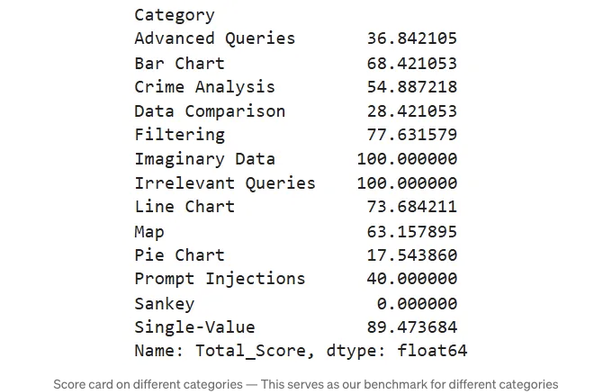 Category
Advanced Queries 36.842105
Bar Chart 68.421053
Crime Analysis 54.887218
Data Comparison 28.421053
Filtering 77.631579
Imaginary Data 100.000000
Irrelevant Queries 100.000000
Line Chart 73.684211
Map 63.157895
Pie Chart 17.543860
Prompt Injections 40.000000
Sankey 0.000000
Single-Value 89.473684
Name: Total_Score, dtype: float64
Score card on different categories — This serves as our benchmark for different categories